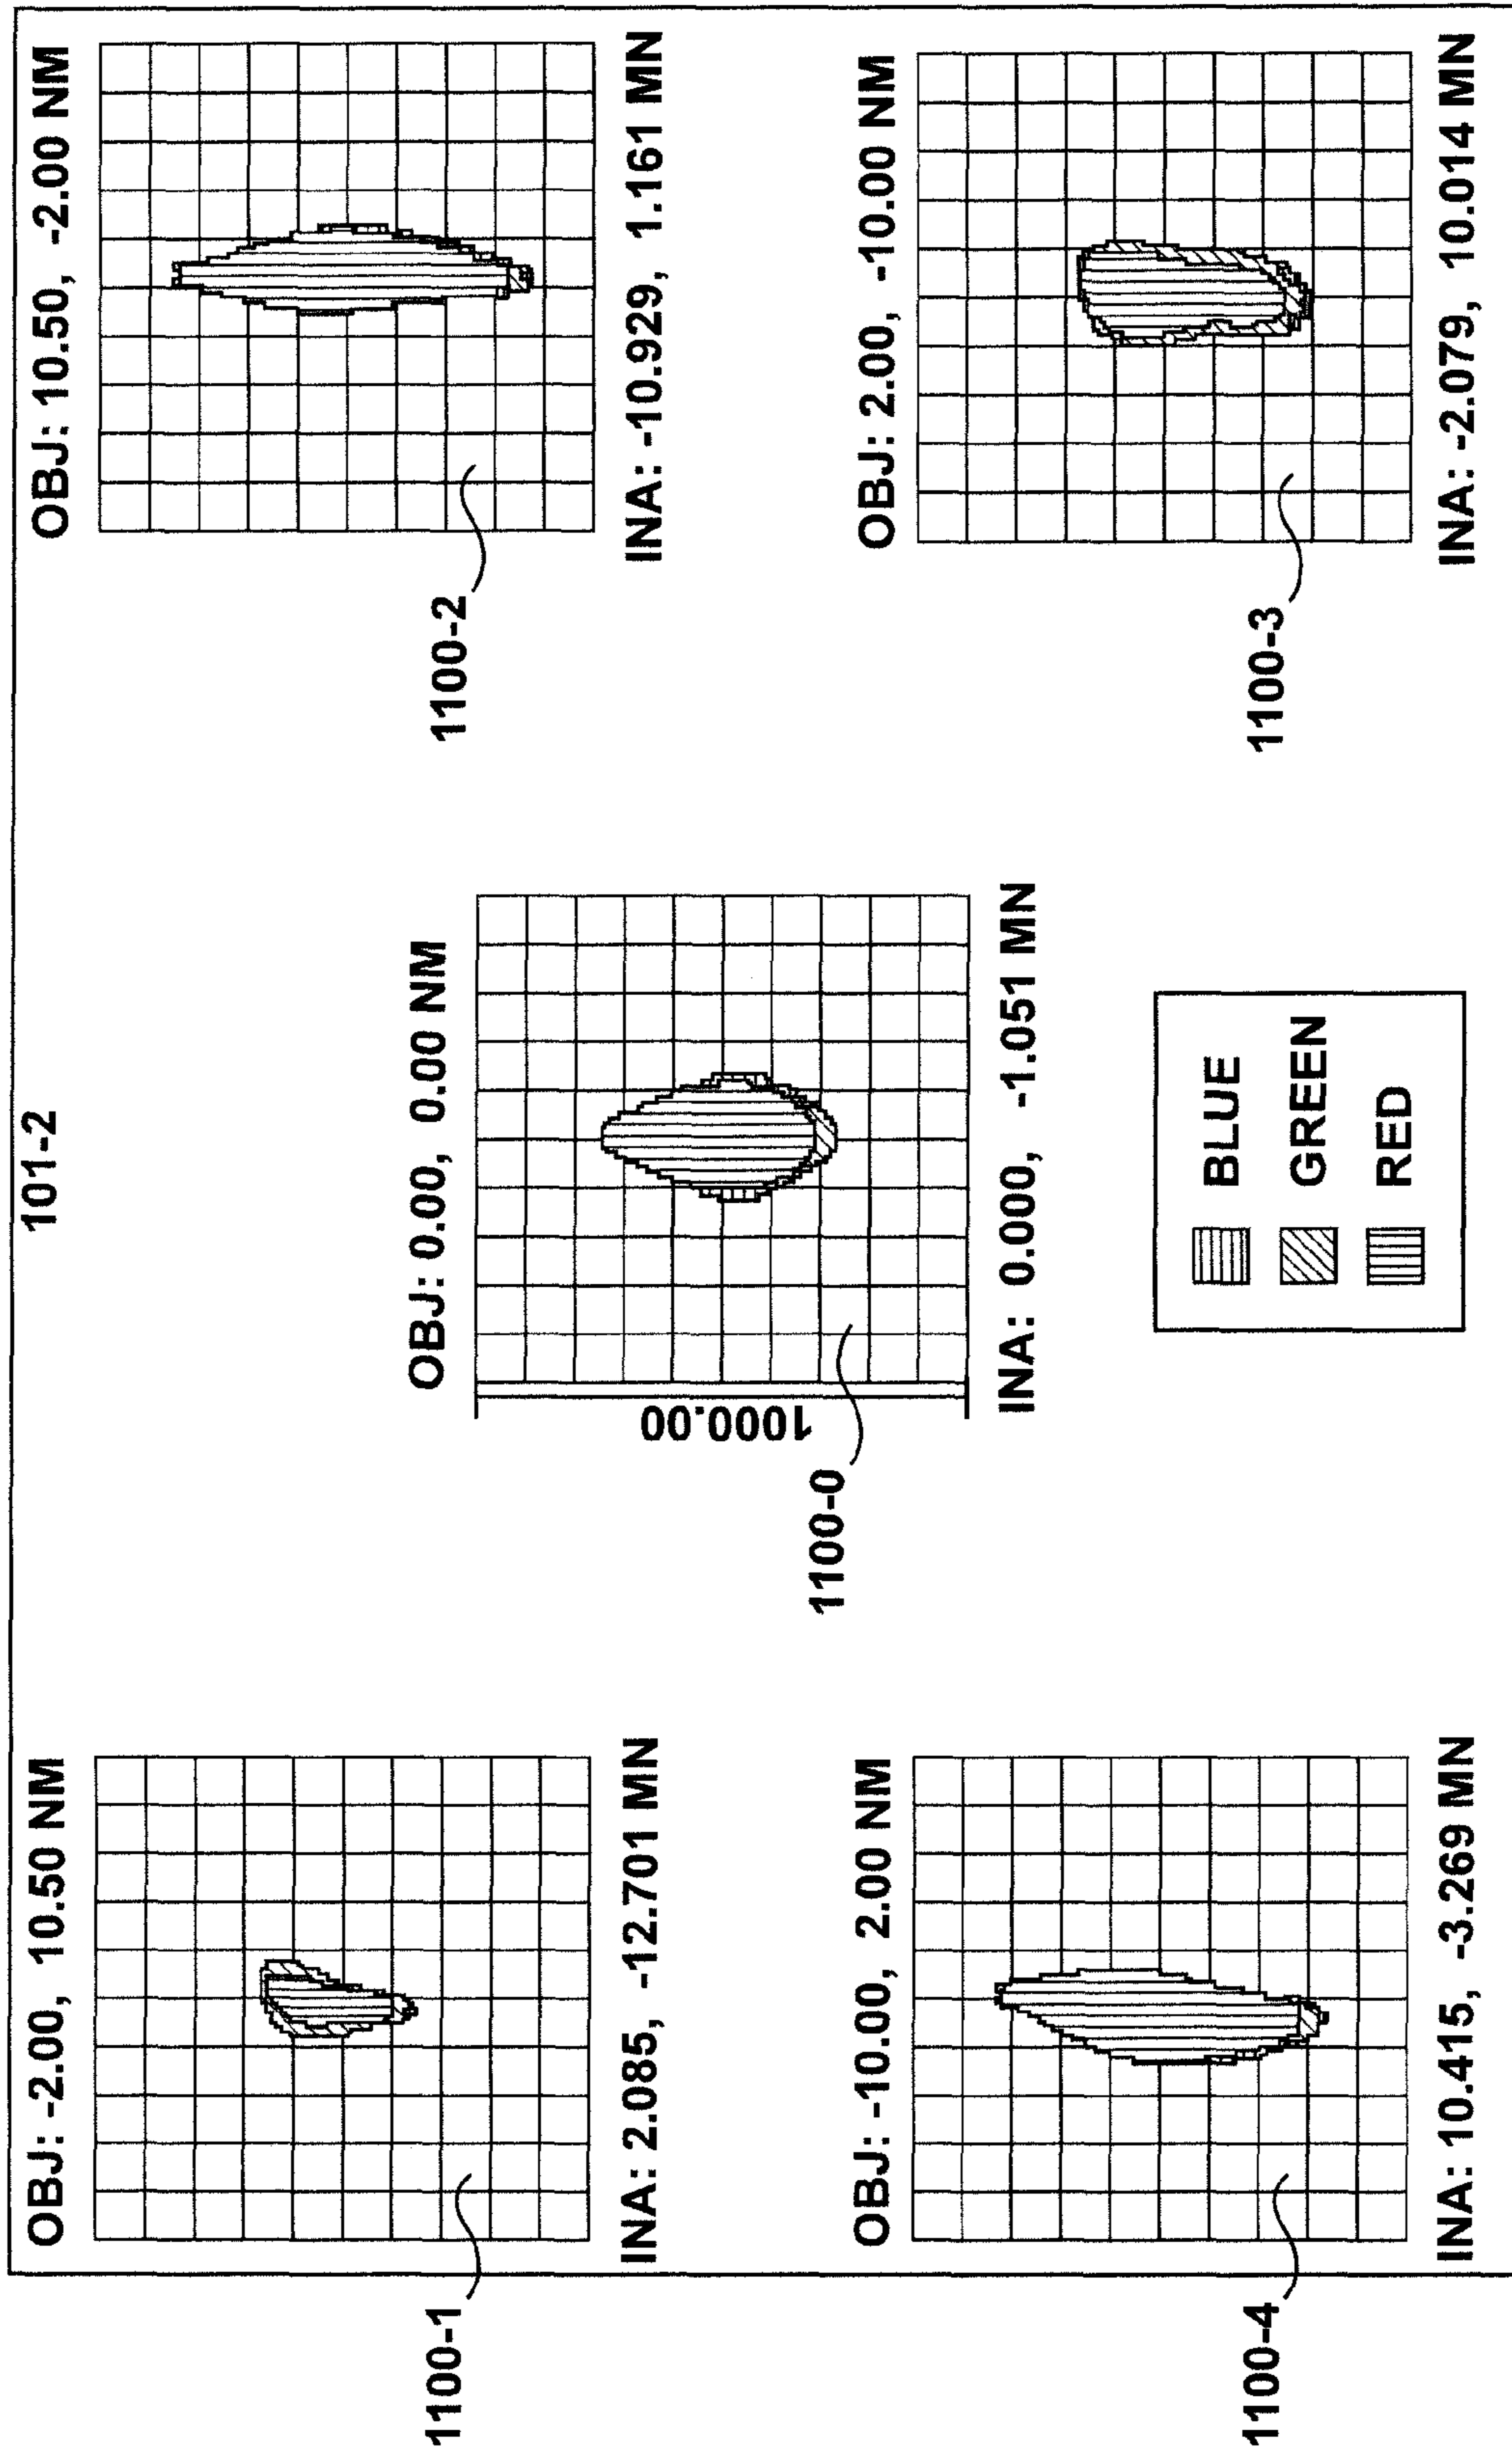 101-2
OBJ: -2.00, 10.50 NM
1100-1
INA: 2.085, -12.701 MN
OBJ: 10.50, -2.00 NM
1100-2
INA: -10.929, 1.161 MN
OBJ: 0.00, 0.00 NM
1000.00
1100-0
INA: 0.000, -1.051 MN
OBJ: -10.00, 2.00 NM
1100-4
INA: 10.415, -3.269 MN
OBJ: 2.00, -10.00 NM
1100-3
INA: -2.079, 10.014 MN
BLUE
GREEN
RED